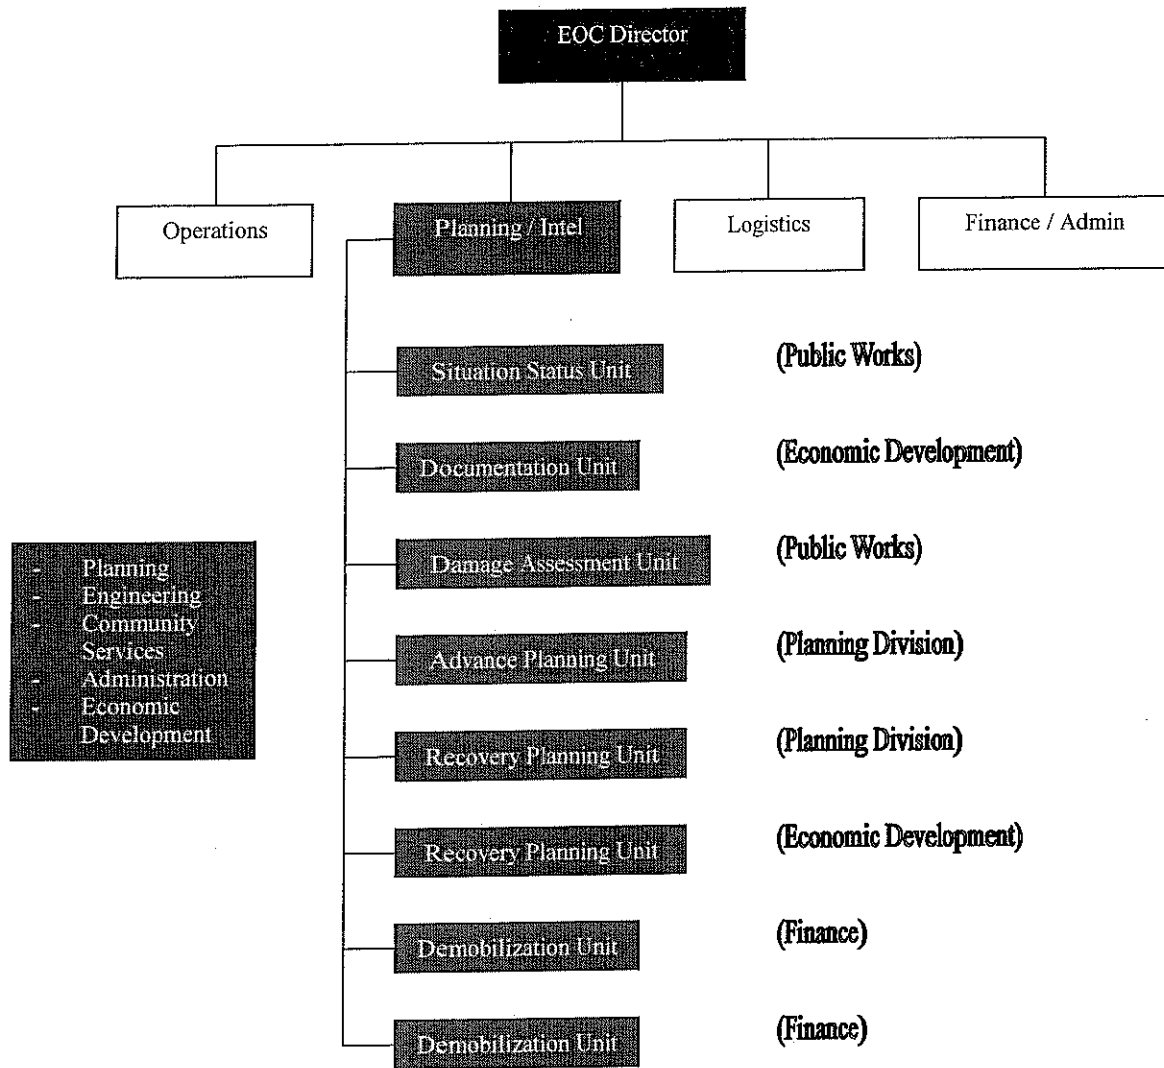 EOC Director
Operations
Planning / Intel
Logistics
Finance / Admin
Situation Status Unit
(Public Works)
Documentation Unit
(Economic Development)
Damage Assessment Unit
(Public Works)
- Planning
- Engineering
- Community
Services
- Administration
- Economic
Development
Advance Planning Unit
(Planning Division)
Recovery Planning Unit
(Planning Division)
Recovery Planning Unit
(Economic Development)
Demobilization Unit
(Finance)
Demobilization Unit
(Finance)